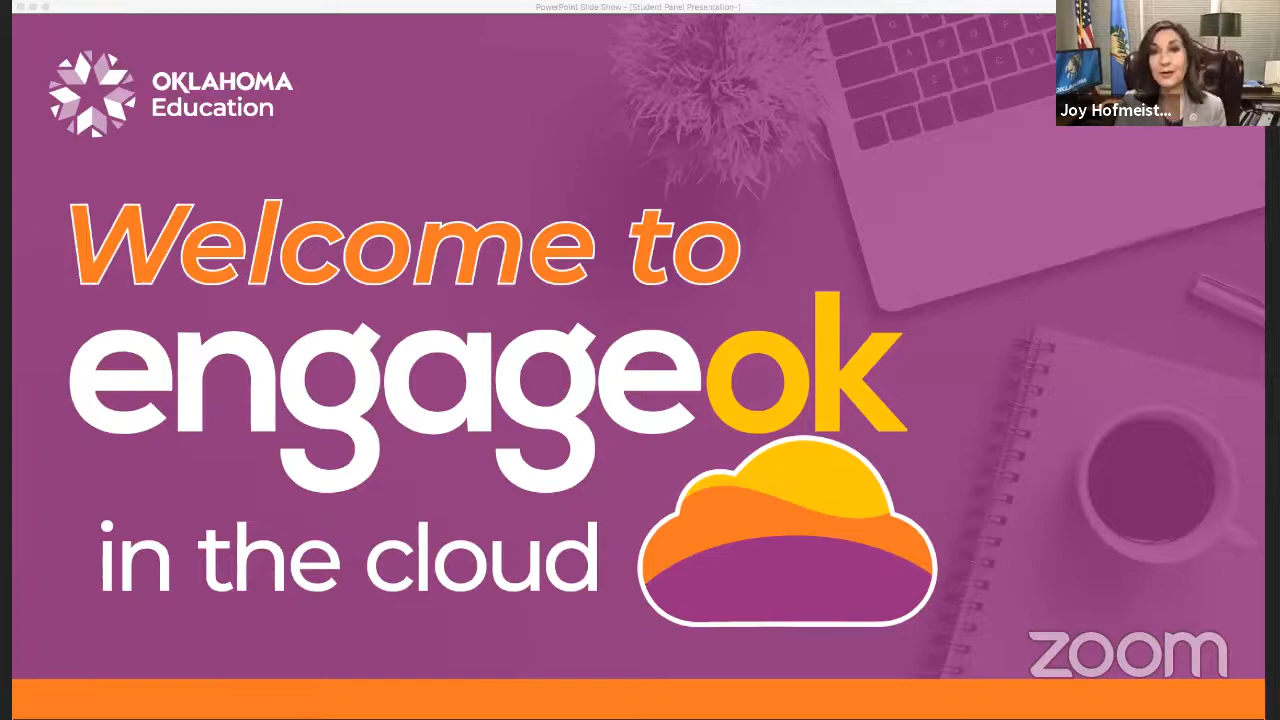 PowerPoint Slide Show - [Student Panel Presentation-]
OKLAHOMA
Education
Joy Hofmeist...
Welcome to
engageok
in the cloud
zoom